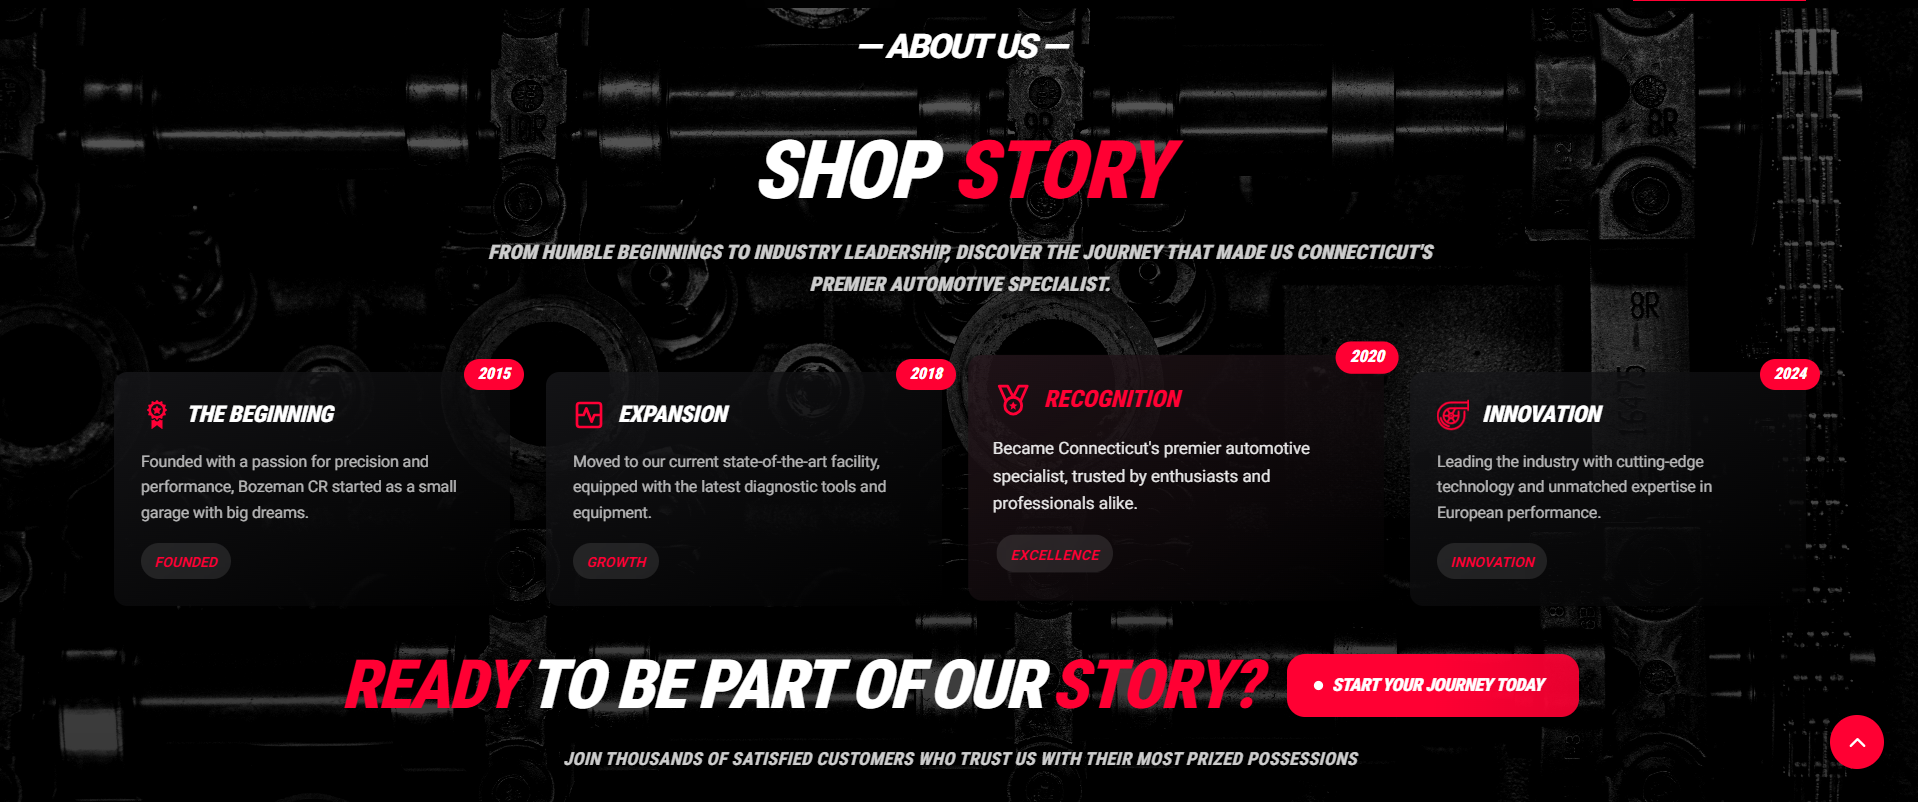 — ABOUT US —
SHOP STORY
FROM HUMBLE BEGINNINGS TO INDUSTRY LEADERSHIP, DISCOVER THE JOURNEY THAT MADE US CONNECTICUT'S
PREMIER AUTOMOTIVE SPECIALIST.
2015
THE BEGINNING
Founded with a passion for precision and
performance, Bozeman CR started as a small
garage with big dreams.
FOUNDED
2018
EXPANSION
Moved to our current state-of-the-art facility,
equipped with the latest diagnostic tools and
equipment.
GROWTH
2020
RECOGNITION
Became Connecticut's premier automotive
specialist, trusted by enthusiasts and
professionals alike.
EXCELLENCE
2024
INNOVATION
Leading the industry with cutting-edge
technology and unmatched expertise in
European performance.
INNOVATION
READY TO BE PART OF OUR STORY?
START YOUR JOURNEY TODAY
JOIN THOUSANDS OF SATISFIED CUSTOMERS WHO TRUST US WITH THEIR MOST PRIZED POSSESSIONS
8R
8R
8R